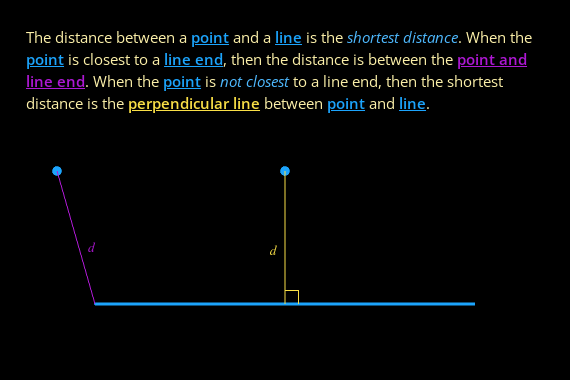 The distance between a point and a line is the shortest distance. When the
point is closest to a line end, then the distance is between the point and
line end. When the point is not closest to a line end, then the shortest
distance is the perpendicular line between point and line.
d
d